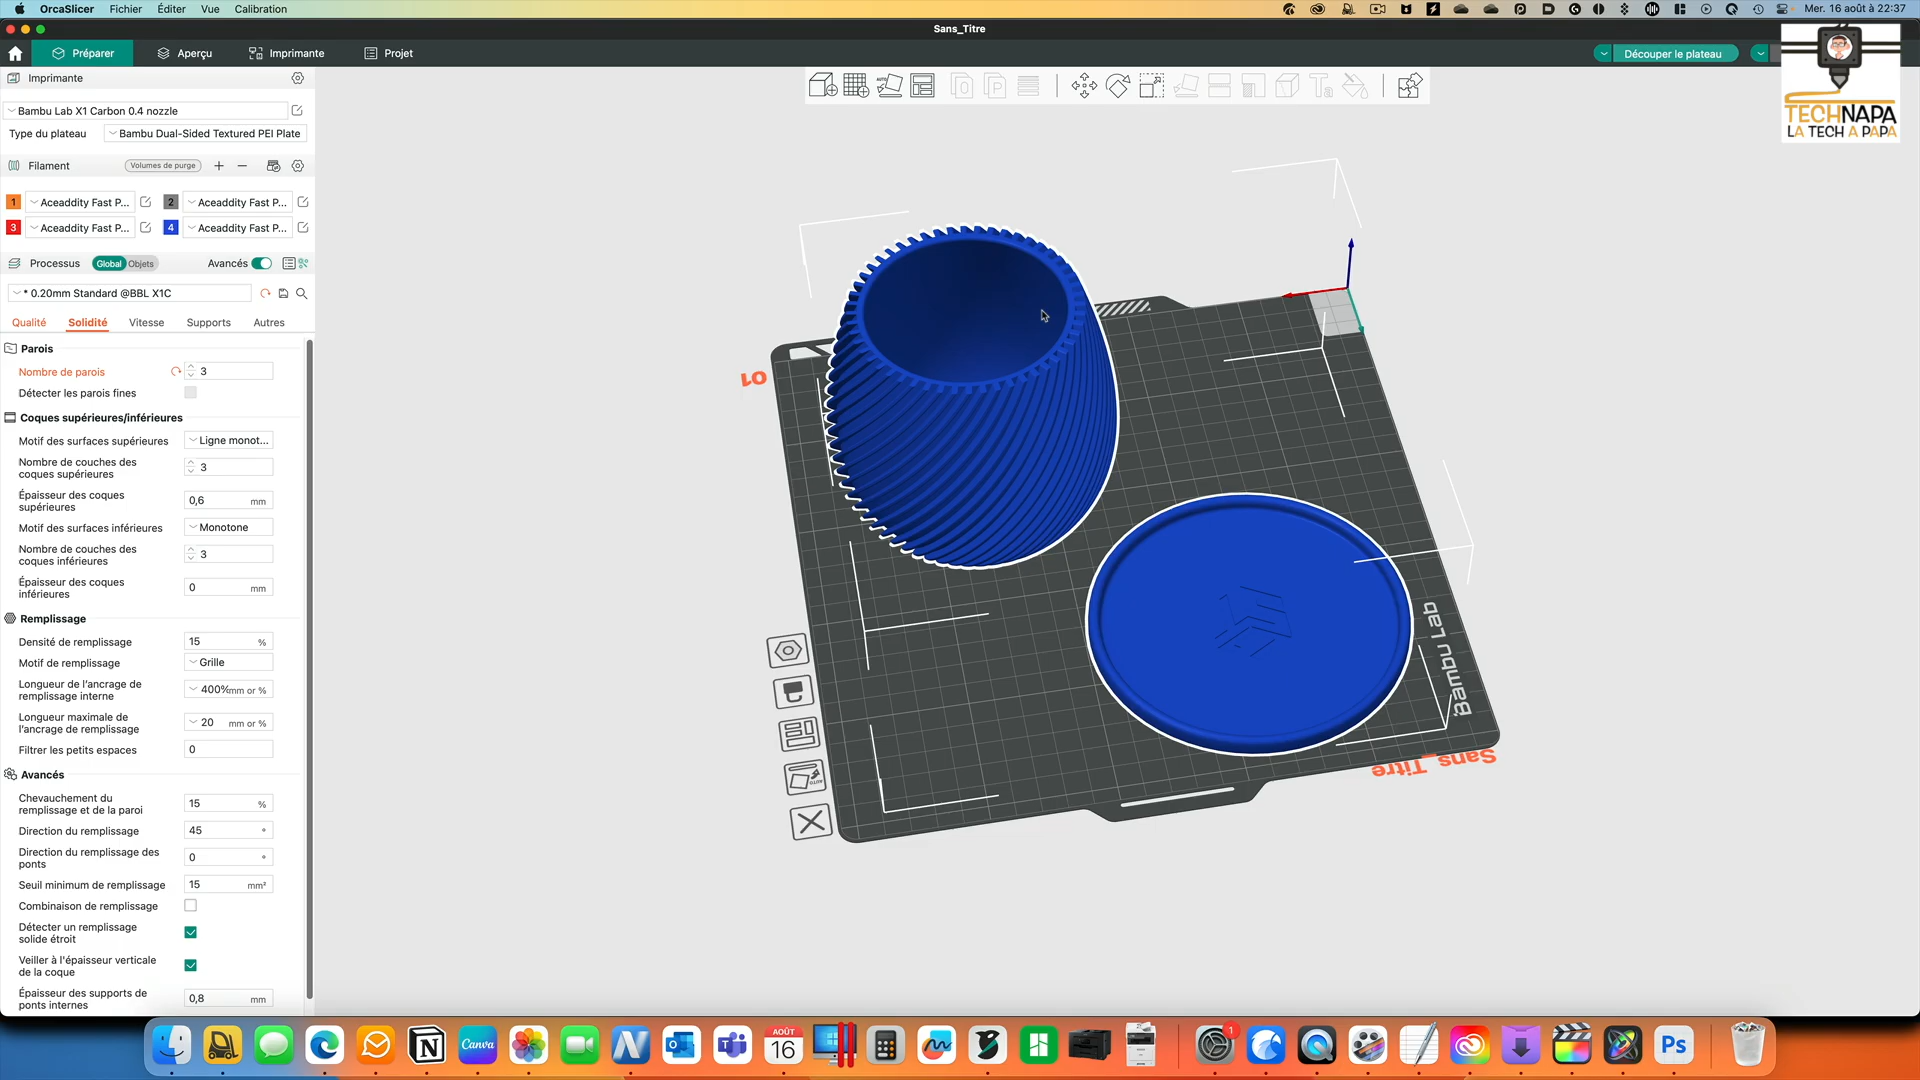 OrcaSlicer Fichier Éditer Vue Calibration
Mer. 16 août à 22:37
Sans_Titre
Préparer Aperçu Imprimante Projet
Découper le plateau
TECHNAPA
LA TECH A PAPA
Imprimante
Bambu Lab X1 Carbon 0.4 nozzle
Type du plateau Bambu Dual-Sided Textured PEI Plate
Filament Volumes de purge
1 Aceaddity Fast P... 2 Aceaddity Fast P...
3 Aceaddity Fast P... 4 Aceaddity Fast P...
Processus Global Objets Avancés
* 0.20mm Standard @BBL X1C
Qualité Solidité Vitesse Supports Autres
Parois
Nombre de parois 3
Détecter les parois fines
Coques supérieures/inférieures
Motif des surfaces supérieures Ligne monot...
Nombre de couches des
coques supérieures 3
Épaisseur des coques
supérieures 0,6 mm
Motif des surfaces inférieures Monotone
Nombre de couches des
coques inférieures 3
Épaisseur des coques
inférieures 0 mm
Remplissage
Densité de remplissage 15 %
Motif de remplissage Grille
Longueur de l'ancrage de
remplissage interne 400% mm or %
Longueur maximale de
l'ancrage de remplissage 20 mm or %
Filtrer les petits espaces 0
Avancés
Chevauchement du
remplissage et de la paroi 15 %
Direction du remplissage 45 °
Direction du remplissage des
ponts 0 °
Seuil minimum de remplissage 15 mm²
Combinaison de remplissage
Détecter un remplissage
solide étroit
Veiller à l'épaisseur verticale
de la coque
Épaisseur des supports de
ponts internes 0,8 mm
01
AUTO
Bambu Lab
Sans_Titre
Canva
AOÛT
16
1
Ps